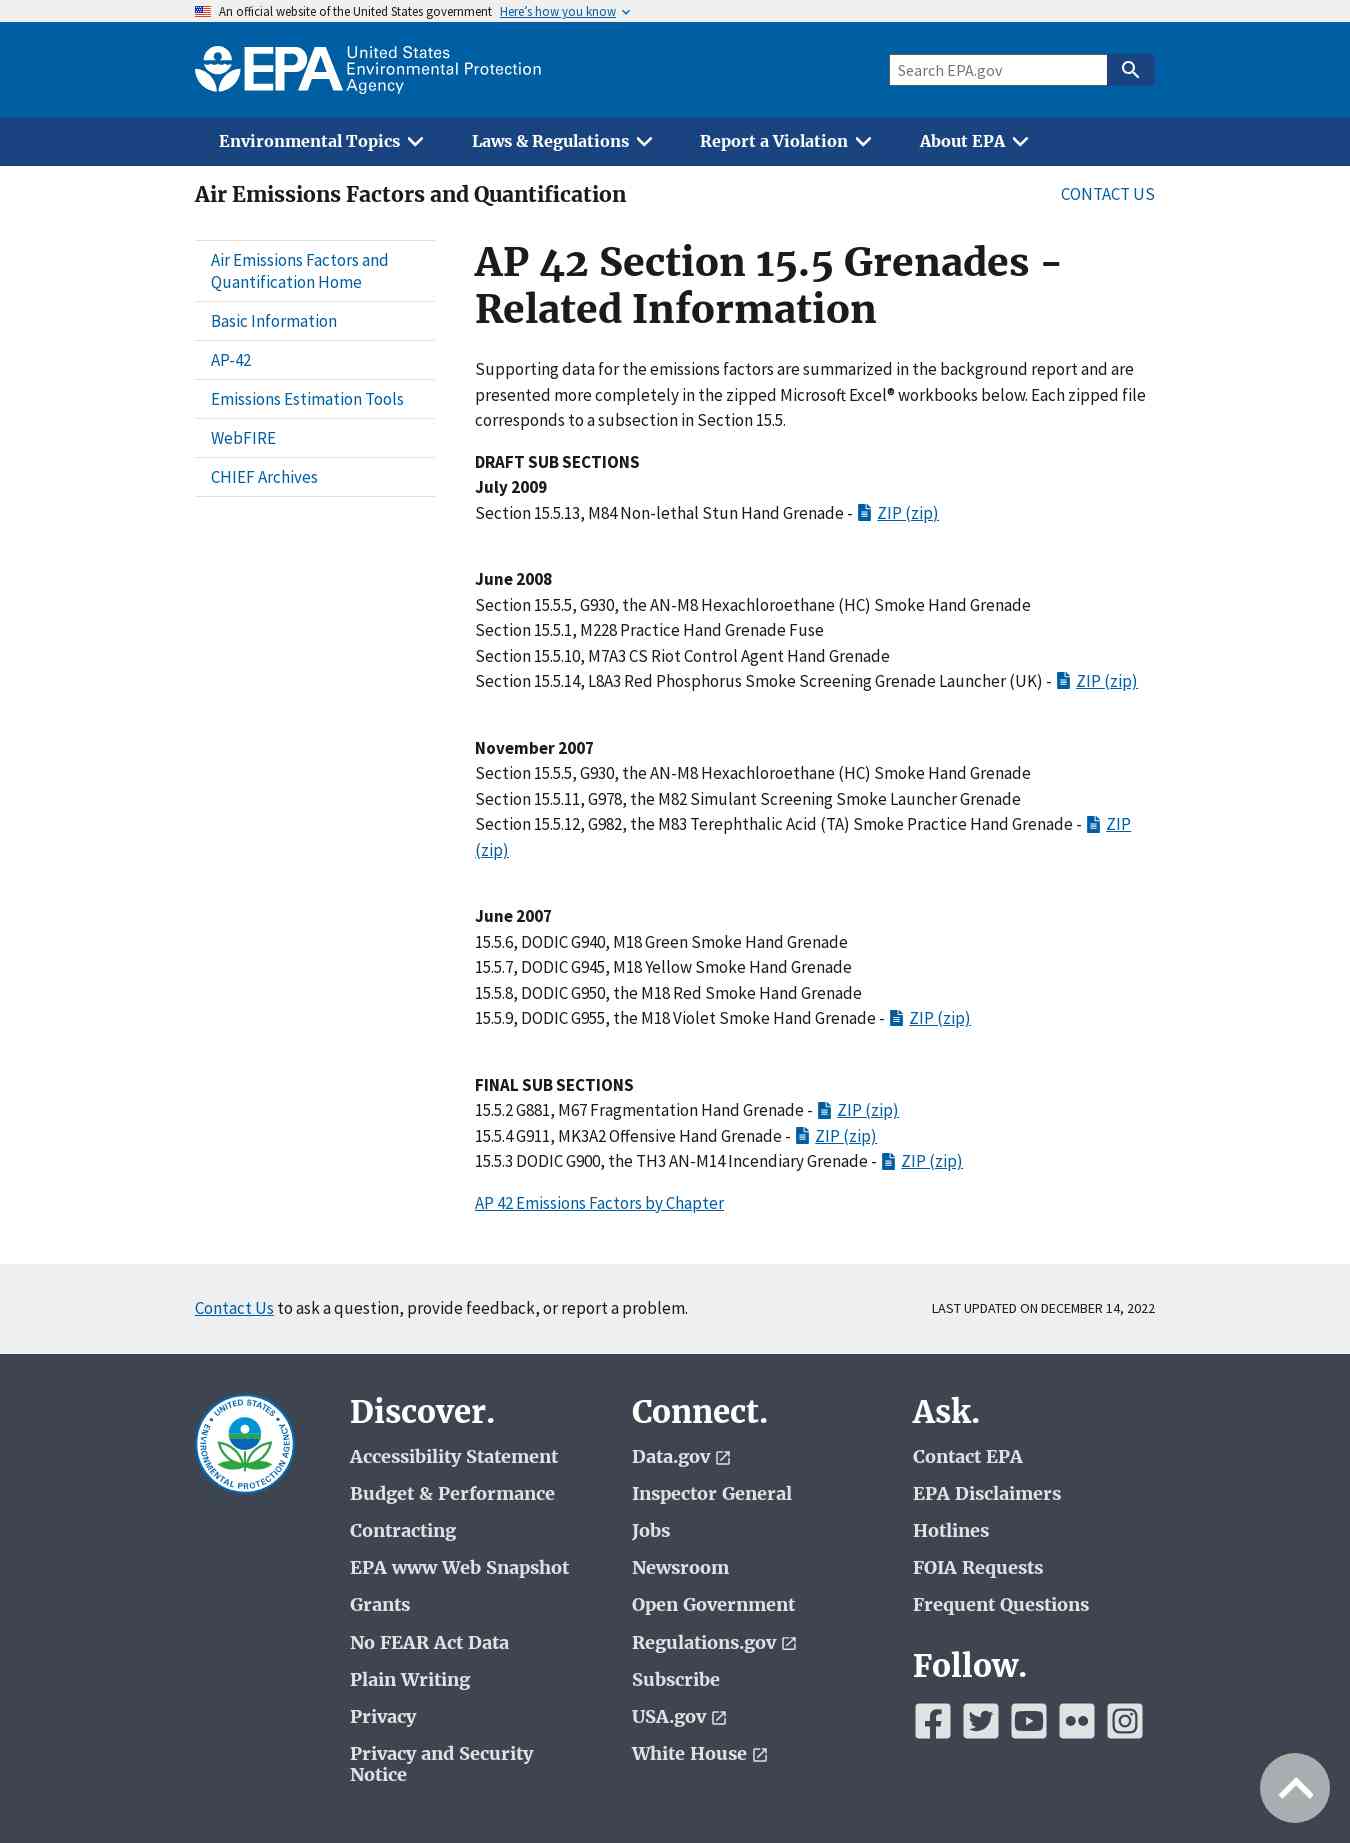 An official website of the United States government Here's how you know
EPA United States
Environmental Protection
Agency
Search EPA.gov
Environmental Topics Laws & Regulations Report a Violation About EPA
Air Emissions Factors and Quantification CONTACT US
Air Emissions Factors and
Quantification Home
Basic Information
AP-42
Emissions Estimation Tools
WebFIRE
CHIEF Archives
AP 42 Section 15.5 Grenades -
Related Information
Supporting data for the emissions factors are summarized in the background report and are
presented more completely in the zipped Microsoft Excel® workbooks below. Each zipped file
corresponds to a subsection in Section 15.5.
DRAFT SUB SECTIONS
July 2009
Section 15.5.13, M84 Non-lethal Stun Hand Grenade - ZIP (zip)
June 2008
Section 15.5.5, G930, the AN-M8 Hexachloroethane (HC) Smoke Hand Grenade
Section 15.5.1, M228 Practice Hand Grenade Fuse
Section 15.5.10, M7A3 CS Riot Control Agent Hand Grenade
Section 15.5.14, L8A3 Red Phosphorus Smoke Screening Grenade Launcher (UK) - ZIP (zip)
November 2007
Section 15.5.5, G930, the AN-M8 Hexachloroethane (HC) Smoke Hand Grenade
Section 15.5.11, G978, the M82 Simulant Screening Smoke Launcher Grenade
Section 15.5.12, G982, the M83 Terephthalic Acid (TA) Smoke Practice Hand Grenade - ZIP
(zip)
June 2007
15.5.6, DODIC G940, M18 Green Smoke Hand Grenade
15.5.7, DODIC G945, M18 Yellow Smoke Hand Grenade
15.5.8, DODIC G950, the M18 Red Smoke Hand Grenade
15.5.9, DODIC G955, the M18 Violet Smoke Hand Grenade - ZIP (zip)
FINAL SUB SECTIONS
15.5.2 G881, M67 Fragmentation Hand Grenade - ZIP (zip)
15.5.4 G911, MK3A2 Offensive Hand Grenade - ZIP (zip)
15.5.3 DODIC G900, the TH3 AN-M14 Incendiary Grenade - ZIP (zip)
AP 42 Emissions Factors by Chapter
Contact Us to ask a question, provide feedback, or report a problem. LAST UPDATED ON DECEMBER 14, 2022
UNITED STATES
ENVIRONMENTAL PROTECTION AGENCY
Discover.
Accessibility Statement
Budget & Performance
Contracting
EPA www Web Snapshot
Grants
No FEAR Act Data
Plain Writing
Privacy
Privacy and Security
Notice
Connect.
Data.gov
Inspector General
Jobs
Newsroom
Open Government
Regulations.gov
Subscribe
USA.gov
White House
Ask.
Contact EPA
EPA Disclaimers
Hotlines
FOIA Requests
Frequent Questions
Follow.